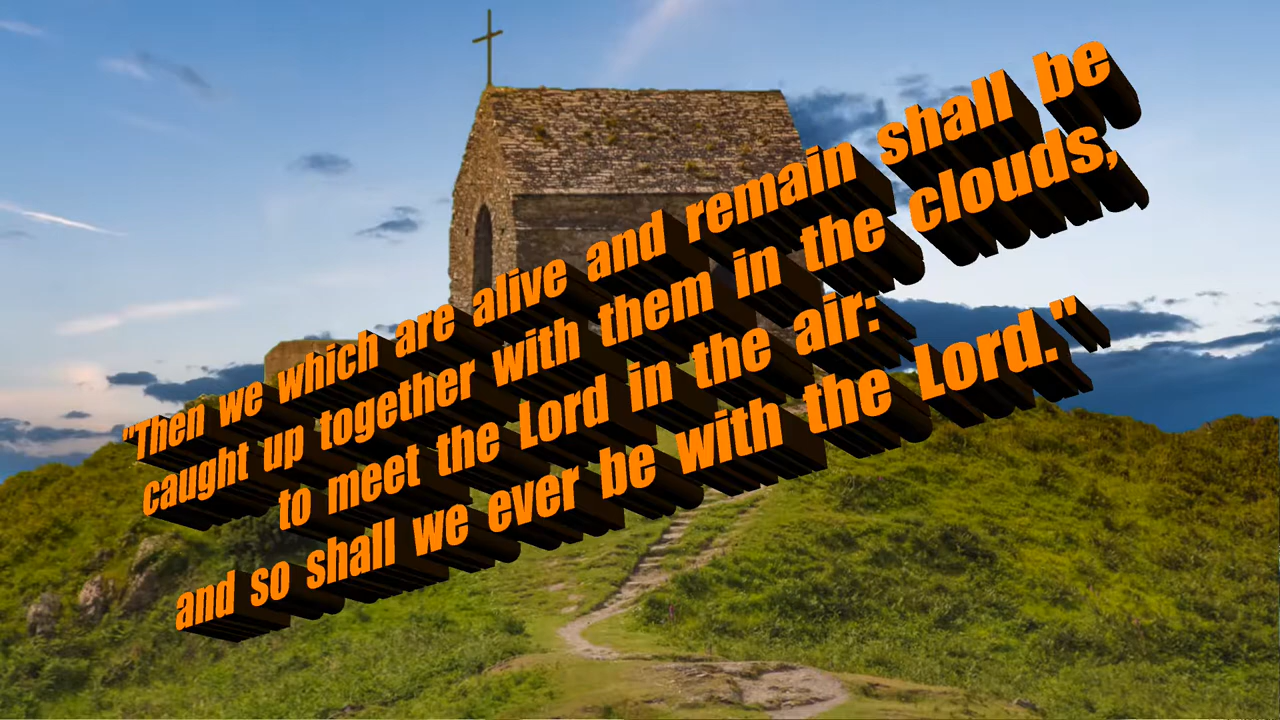 "Then we which are alive and remain shall be
caught up together with them in the clouds,
to meet the Lord in the air:
and so shall we ever be with the Lord."